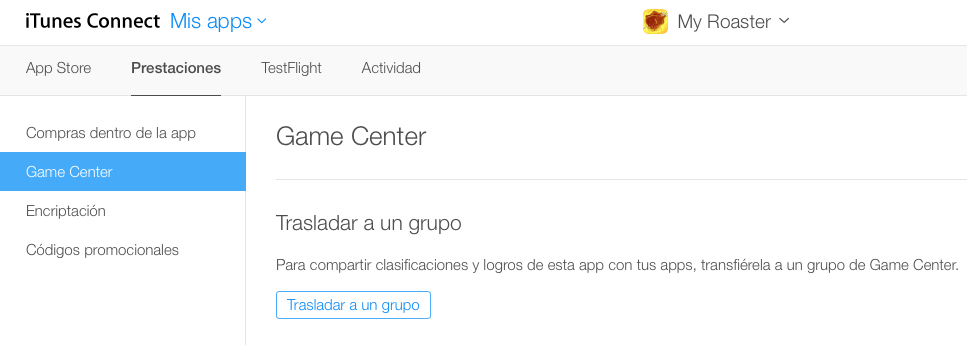 iTunes Connect Mis apps My Roaster
App Store Prestaciones TestFlight Actividad
Compras dentro de la app
Game Center
Encriptación
Códigos promocionales
Game Center
Trasladar a un grupo
Para compartir clasificaciones y logros de esta app con tus apps, transfiérela a un grupo de Game Center.
Trasladar a un grupo